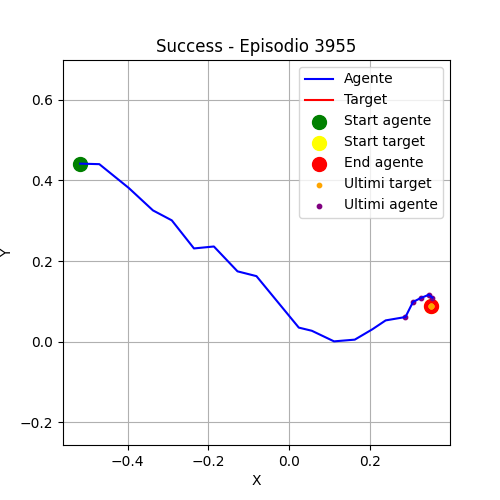 Success - Episodio 3955
Agente
Target
Start agente
Start target
End agente
Ultimi target
Ultimi agente
0.6
0.4
0.2
0.0
−0.2
Y
−0.4
−0.2
0.0
0.2
X